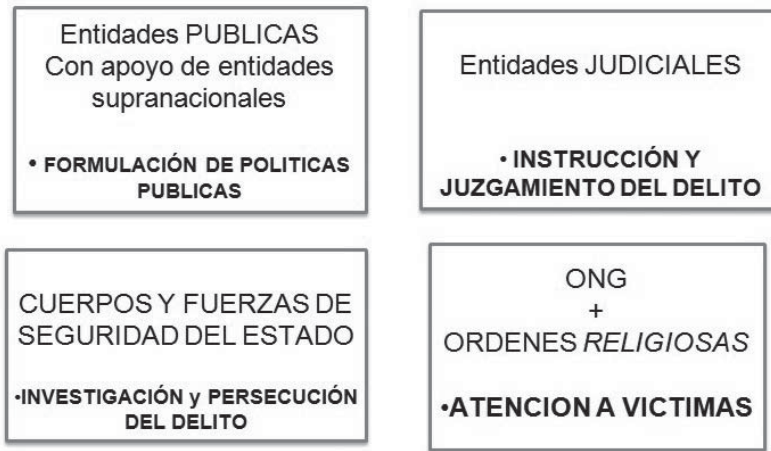 Entidades PUBLICAS
Con apoyo de entidades
supranacionales
• FORMULACIÓN DE POLITICAS
PUBLICAS
Entidades JUDICIALES
• INSTRUCCIÓN Y
JUZGAMIENTO DEL DELITO
CUERPOS Y FUERZAS DE
SEGURIDAD DEL ESTADO
•INVESTIGACIÓN y PERSECUCIÓN
DEL DELITO
ONG
+
ORDENES RELIGIOSAS
•ATENCION A VICTIMAS